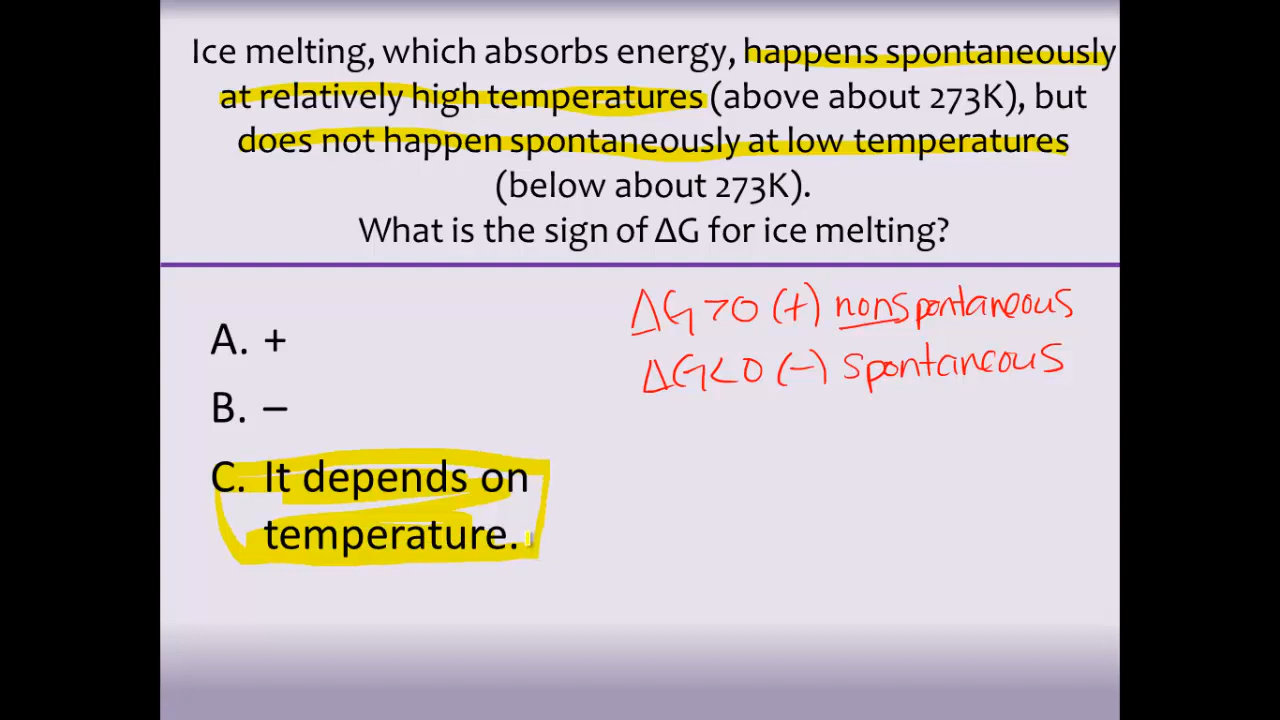 Ice melting, which absorbs energy, happens spontaneously
at relatively high temperatures (above about 273K), but
does not happen spontaneously at low temperatures
(below about 273K).
What is the sign of ΔG for ice melting?
ΔG>0 (+) nonspontaneous
A. +
ΔG<0 (−) spontaneous
B. –
C. It depends on
temperature.